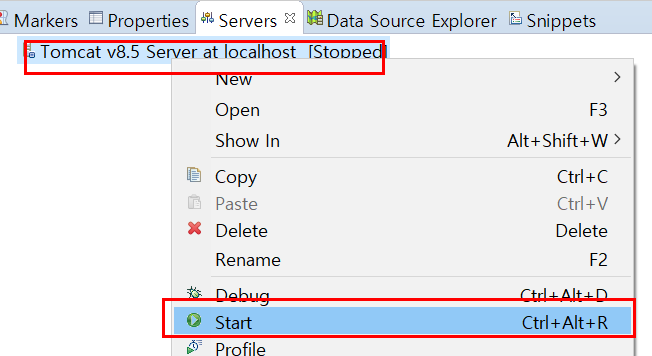 Markers Properties Servers Data Source Explorer Snippets
Tomcat v8.5 Server at localhost [Stopped]
New
Open F3
Show In Alt+Shift+W
Copy Ctrl+C
Paste Ctrl+V
Delete Delete
Rename F2
Debug Ctrl+Alt+D
Start Ctrl+Alt+R
Profile